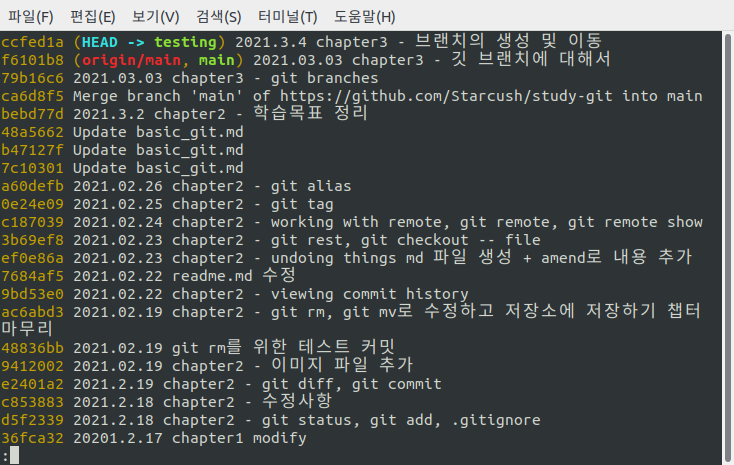 파일(F) 편집(E) 보기(V) 검색(S) 터미널(T) 도움말(H)
ccfed1a (HEAD -> testing) 2021.3.4 chapter3 - 브랜치의 생성 및 이동
f6101b8 (origin/main, main) 2021.03.03 chapter3 - 깃 브랜치에 대해서
79b16c6 2021.03.03 chapter3 - git branches
ca6d8f5 Merge branch 'main' of https://github.com/Starcush/study-git into main
bebd77d 2021.3.2 chapter2 - 학습목표 정리
48a5662 Update basic_git.md
b47127f Update basic_git.md
7c10301 Update basic_git.md
a60defb 2021.02.26 chapter2 - git alias
0e24e09 2021.02.25 chapter2 - git tag
c187039 2021.02.24 chapter2 - working with remote, git remote, git remote show
3b69ef8 2021.02.23 chapter2 - git rest, git checkout -- file
ef0e86a 2021.02.23 chapter2 - undoing things md 파일 생성 + amend로 내용 추가
7684af5 2021.02.22 readme.md 수정
9bd53e0 2021.02.22 chapter2 - viewing commit history
ac6abd3 2021.02.19 chapter2 - git rm, git mv로 수정하고 저장소에 저장하기 챕터
마무리
48836bb 2021.02.19 git rm를 위한 테스트 커밋
9412002 2021.02.19 chapter2 - 이미지 파일 추가
e2401a2 2021.2.19 chapter2 - git diff, git commit
c853883 2021.2.18 chapter2 - 수정사항
d5f2339 2021.2.18 chapter2 - git status, git add, .gitignore
36fca32 20201.2.17 chapter1 modify
: